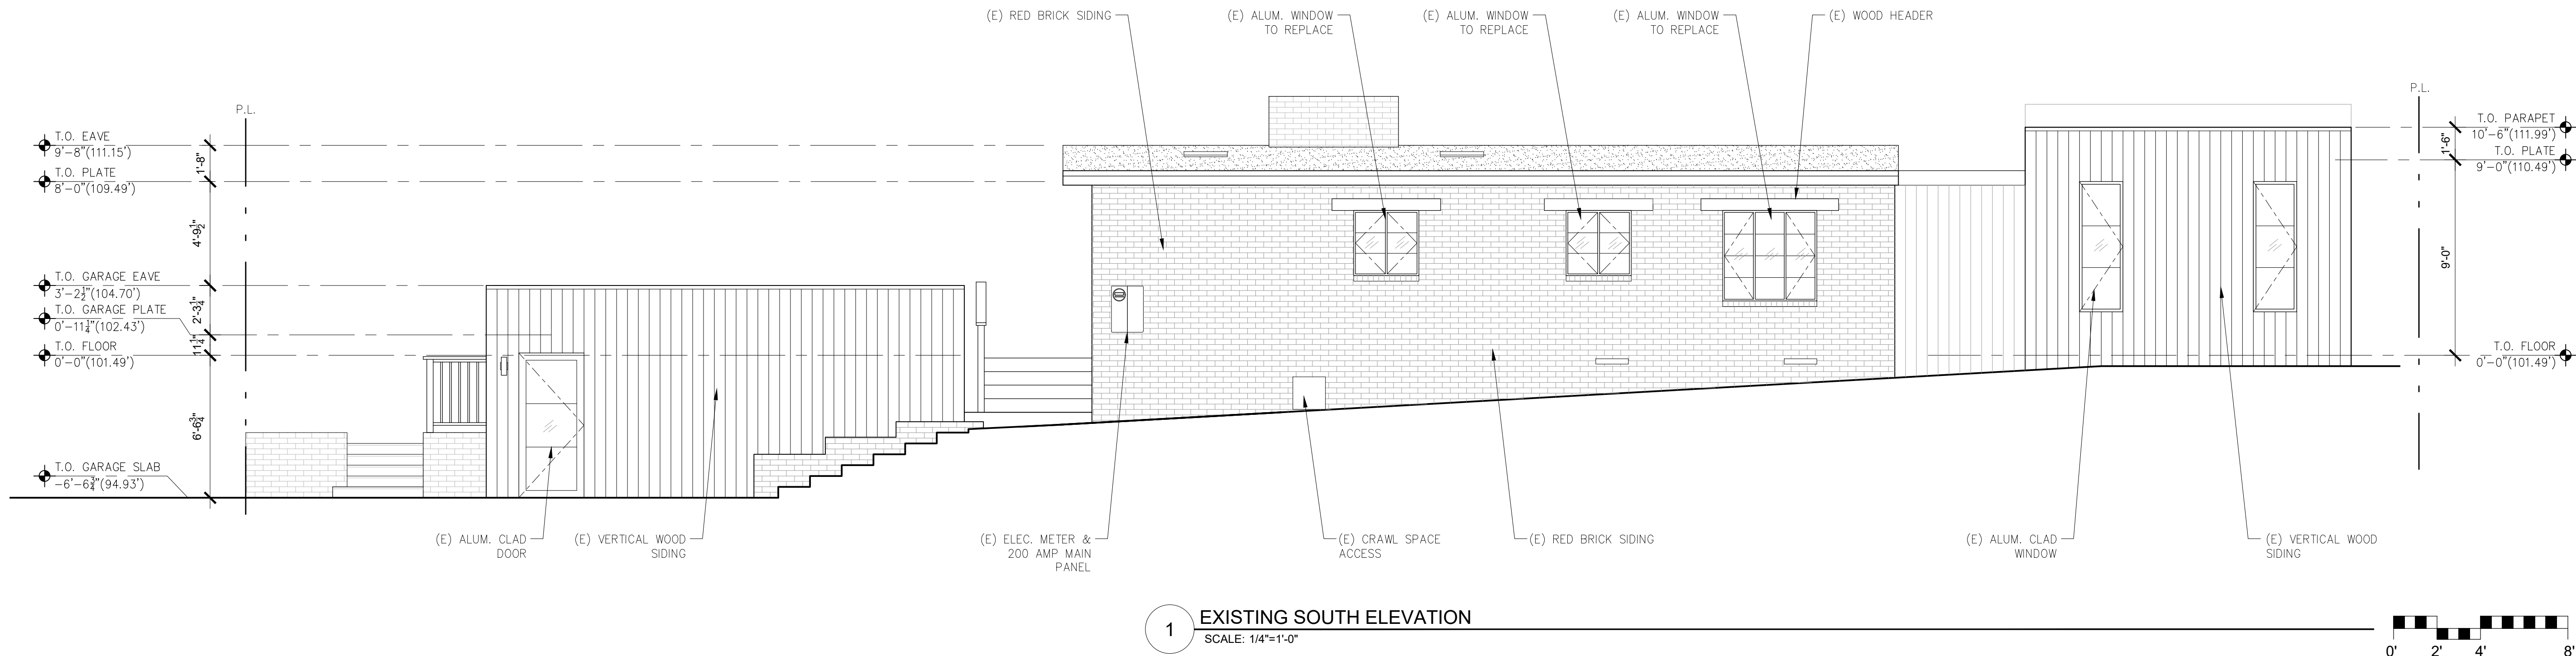 (E) RED BRICK SIDING
(E) ALUM. WINDOW
TO REPLACE
(E) ALUM. WINDOW
TO REPLACE
(E) ALUM. WINDOW
TO REPLACE
(E) WOOD HEADER
P.L.
P.L.
T.O. EAVE
9'-8"(111.15')
1'-8"
T.O. PLATE
8'-0"(109.49')
4'-9½"
T.O. GARAGE EAVE
3'-2½"(104.70')
2'-3¼"
T.O. GARAGE PLATE
0'-11¼"(102.43')
11¼"
T.O. FLOOR
0'-0"(101.49')
6'-6¾"
T.O. GARAGE SLAB
-6'-6¾"(94.93')
T.O. PARAPET
10'-6"(111.99')
1'-6"
T.O. PLATE
9'-0"(110.49')
9'-0"
T.O. FLOOR
0'-0"(101.49')
(E) ALUM. CLAD
DOOR
(E) VERTICAL WOOD
SIDING
(E) ELEC. METER &
200 AMP MAIN
PANEL
(E) CRAWL SPACE
ACCESS
(E) RED BRICK SIDING
(E) ALUM. CLAD
WINDOW
(E) VERTICAL WOOD
SIDING
1
EXISTING SOUTH ELEVATION
SCALE: 1/4"=1'-0"
0' 2' 4' 8'